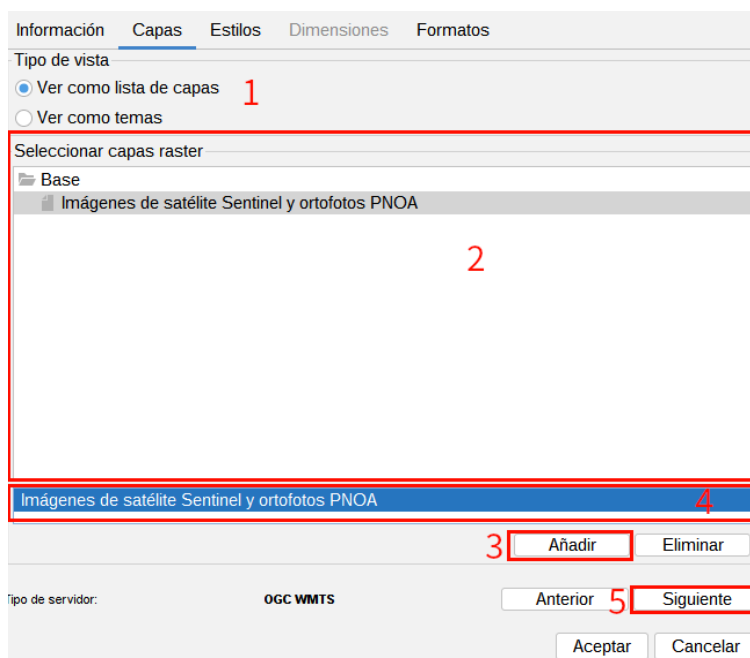 Información Capas Estilos Dimensiones Formatos
Tipo de vista
Ver como lista de capas 1
Ver como temas
Seleccionar capas raster
Base
Imágenes de satélite Sentinel y ortofotos PNOA
2
Imágenes de satélite Sentinel y ortofotos PNOA 4
3 Añadir Eliminar
Tipo de servidor: OGC WMTS Anterior 5 Siguiente
Aceptar Cancelar